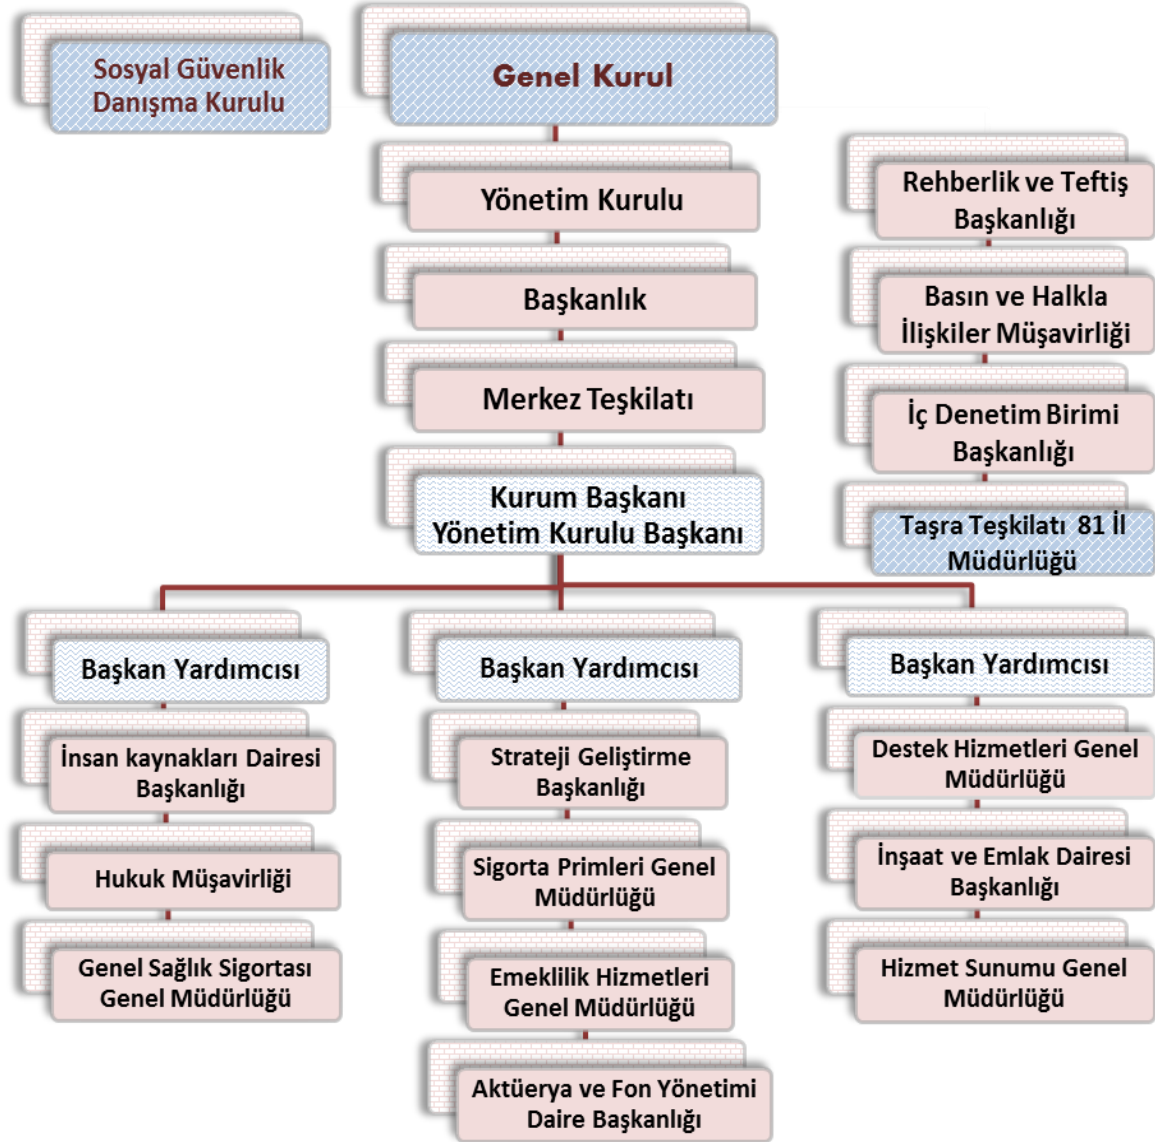 Sosyal Güvenlik
Danışma Kurulu
Genel Kurul
Yönetim Kurulu
Başkanlık
Merkez Teşkilatı
Kurum Başkanı
Yönetim Kurulu Başkanı
Rehberlik ve Teftiş
Başkanlığı
Basın ve Halkla
İlişkiler Müşavirliği
İç Denetim Birimi
Başkanlığı
Taşra Teşkilatı 81 İl
Müdürlüğü
Başkan Yardımcısı
İnsan kaynakları Dairesi
Başkanlığı
Hukuk Müşavirliği
Genel Sağlık Sigortası
Genel Müdürlüğü
Başkan Yardımcısı
Strateji Geliştirme
Başkanlığı
Sigorta Primleri Genel
Müdürlüğü
Emeklilik Hizmetleri
Genel Müdürlüğü
Aktüerya ve Fon Yönetimi
Daire Başkanlığı
Başkan Yardımcısı
Destek Hizmetleri Genel
Müdürlüğü
İnşaat ve Emlak Dairesi
Başkanlığı
Hizmet Sunumu Genel
Müdürlüğü